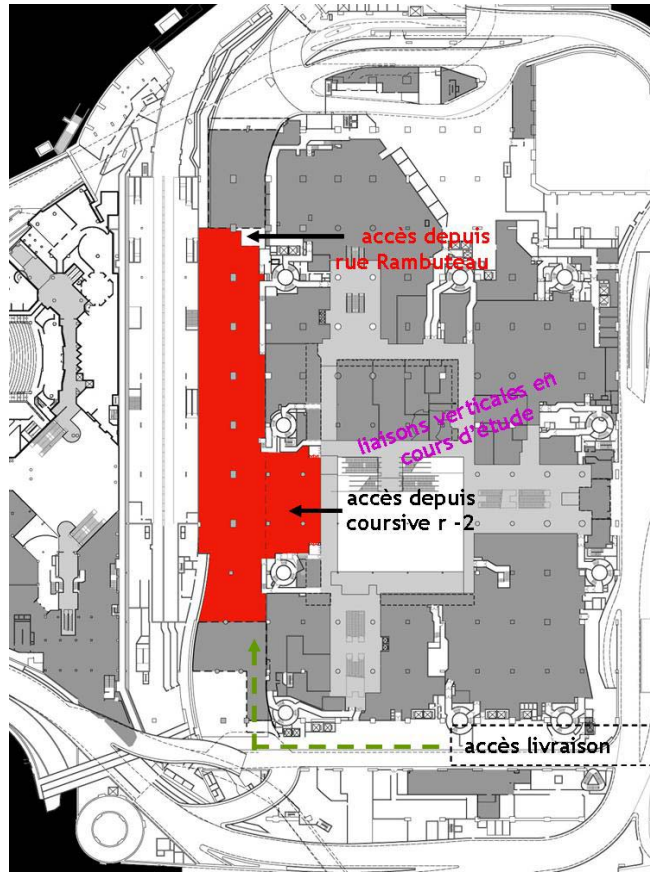 accès depuis
rue Rambuteau
liaisons verticales en
cours d'étude
accès depuis
coursive r -2
accès livraison